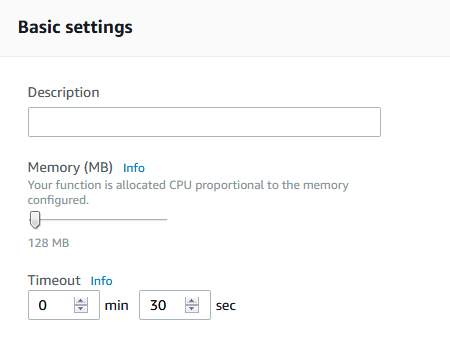 Basic settings
Description
Memory (MB) Info
Your function is allocated CPU proportional to the memory
configured.
128 MB
Timeout Info
0 min 30 sec